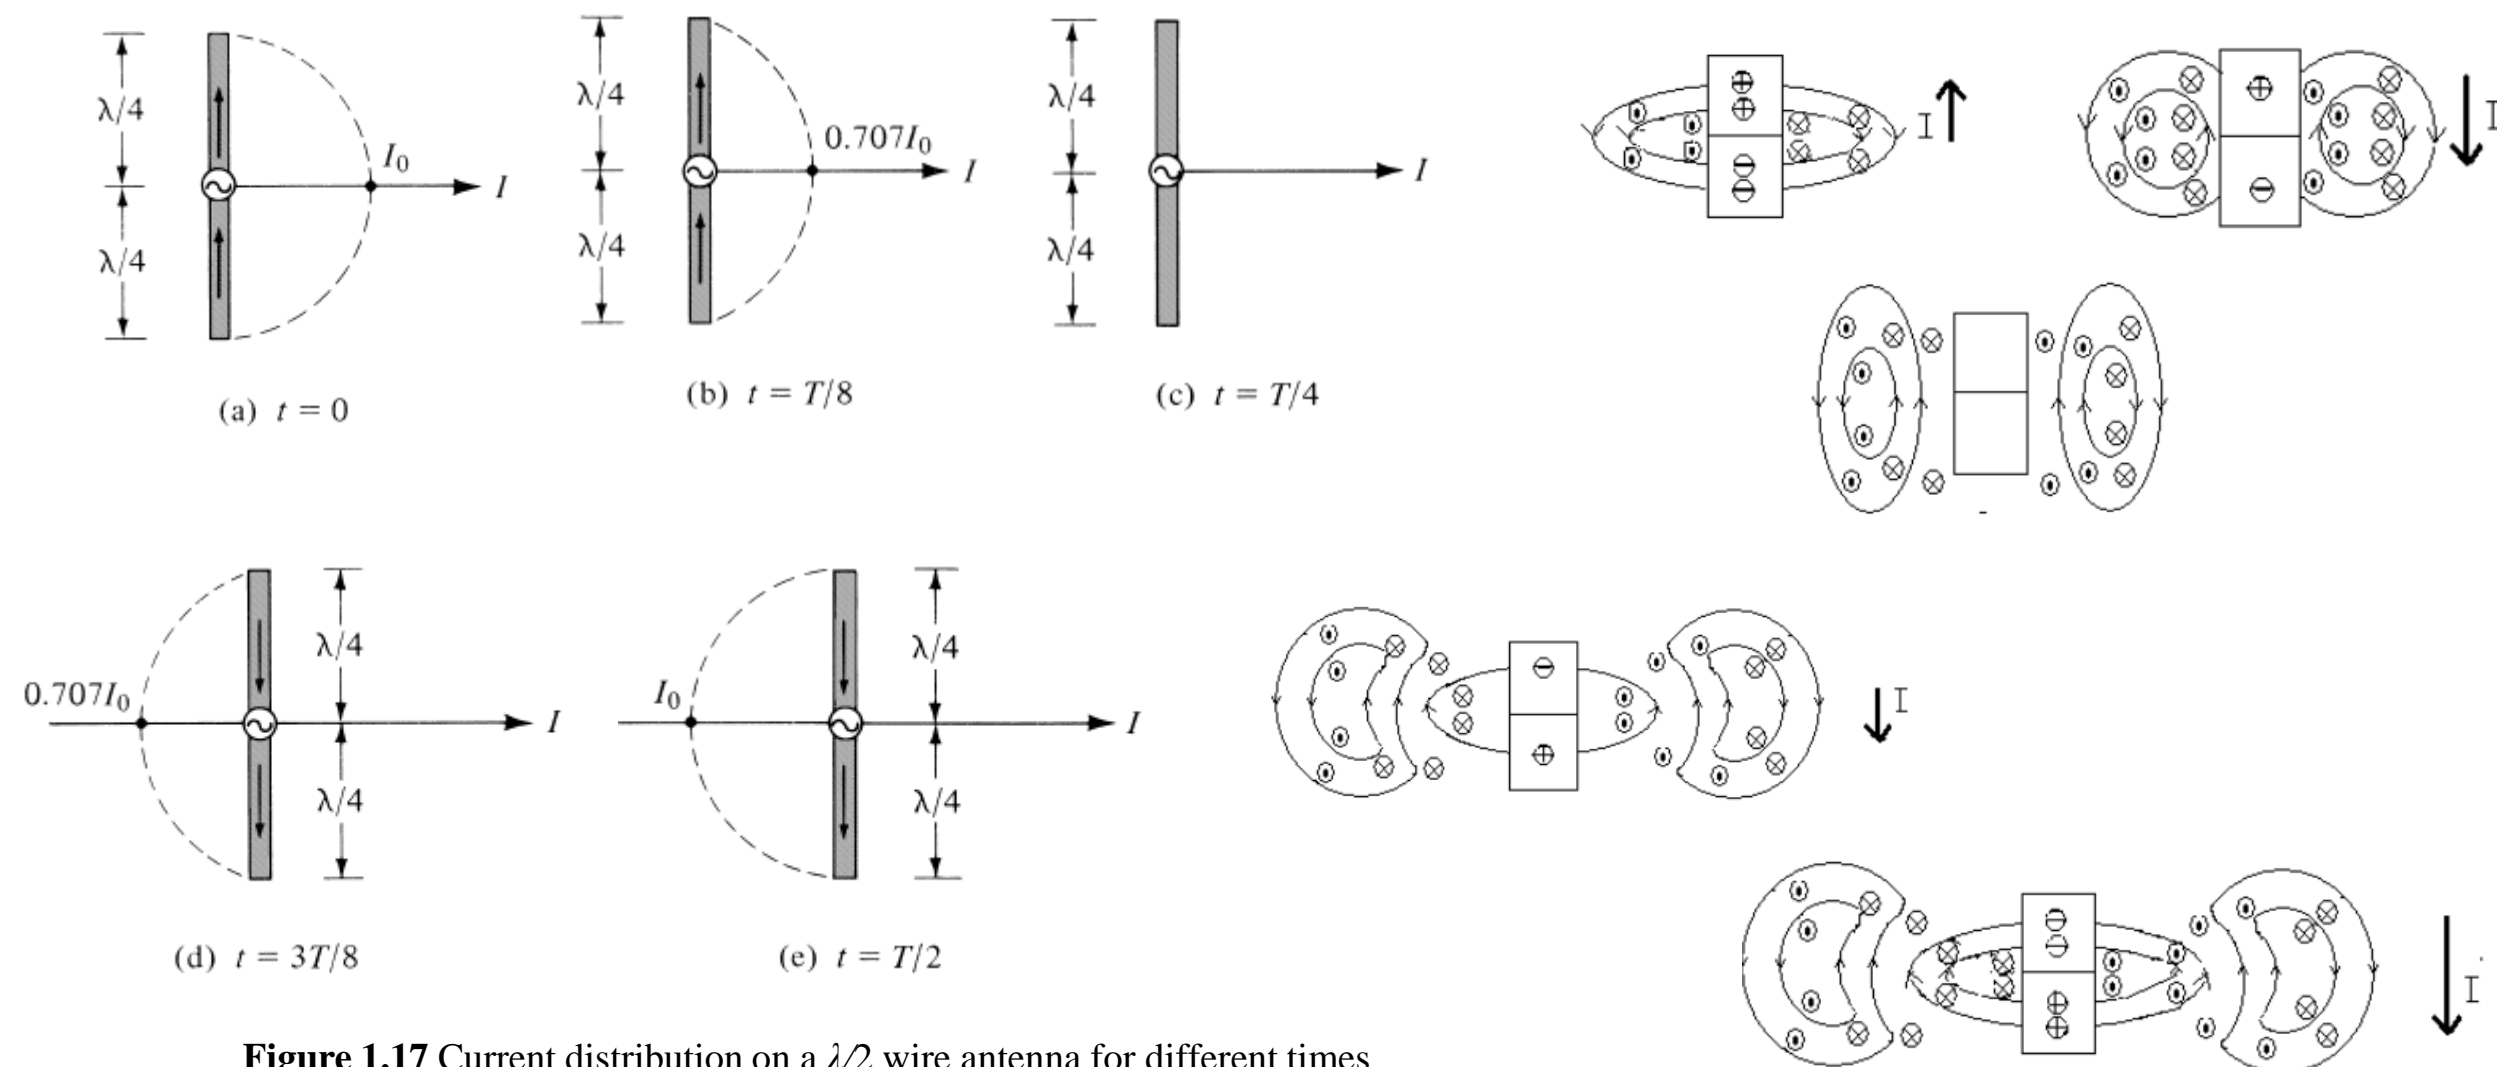 λ/4
λ/4
I₀
I
(a) t = 0
λ/4
λ/4
0.707I₀
I
(b) t = T/8
λ/4
λ/4
I
(c) t = T/4
I
I
0.707I₀
λ/4
λ/4
I
(d) t = 3T/8
I₀
λ/4
λ/4
I
(e) t = T/2
I
I
Figure 1.17 Current distribution on a λ/2 wire antenna for different times